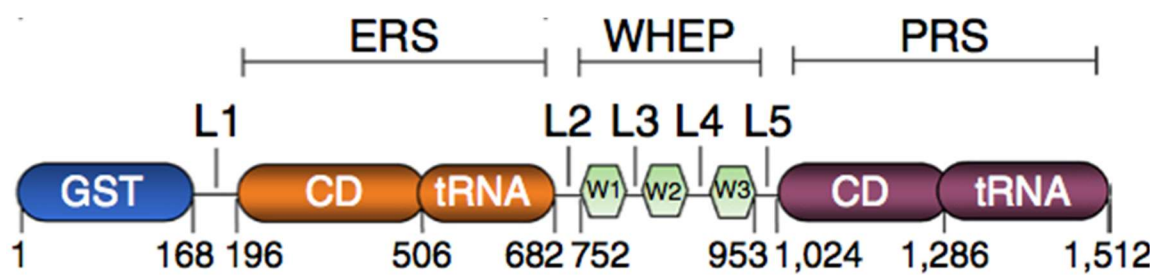 ERS WHEP PRS
L1 L2 L3 L4 L5
GST CD tRNA W1 W2 W3 CD tRNA
1 168 196 506 682 752 953 1,024 1,286 1,512